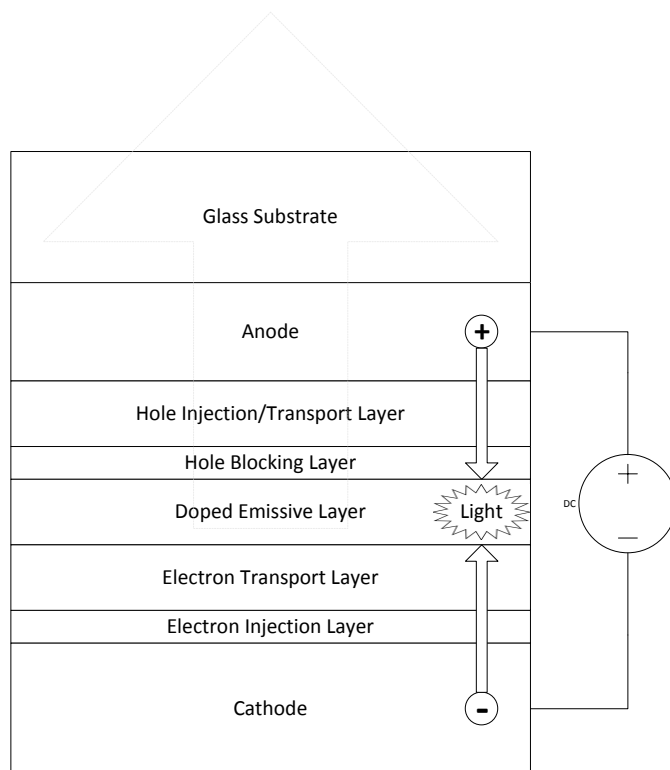 Glass Substrate
Anode
+
Hole Injection/Transport Layer
Hole Blocking Layer
Doped Emissive Layer
Light
Electron Transport Layer
Electron Injection Layer
Cathode
-
DC
+
-